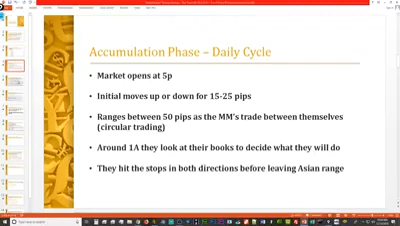 Accumulation Phase – Daily Cycle
• Market opens at 5p
• Initial moves up or down for 15-25 pips
• Ranges between 50 pips as the MM's trade between themselves
(circular trading)
• Around 1A they look at their books to decide what they will do
• They hit the stops in both directions before leaving Asian range